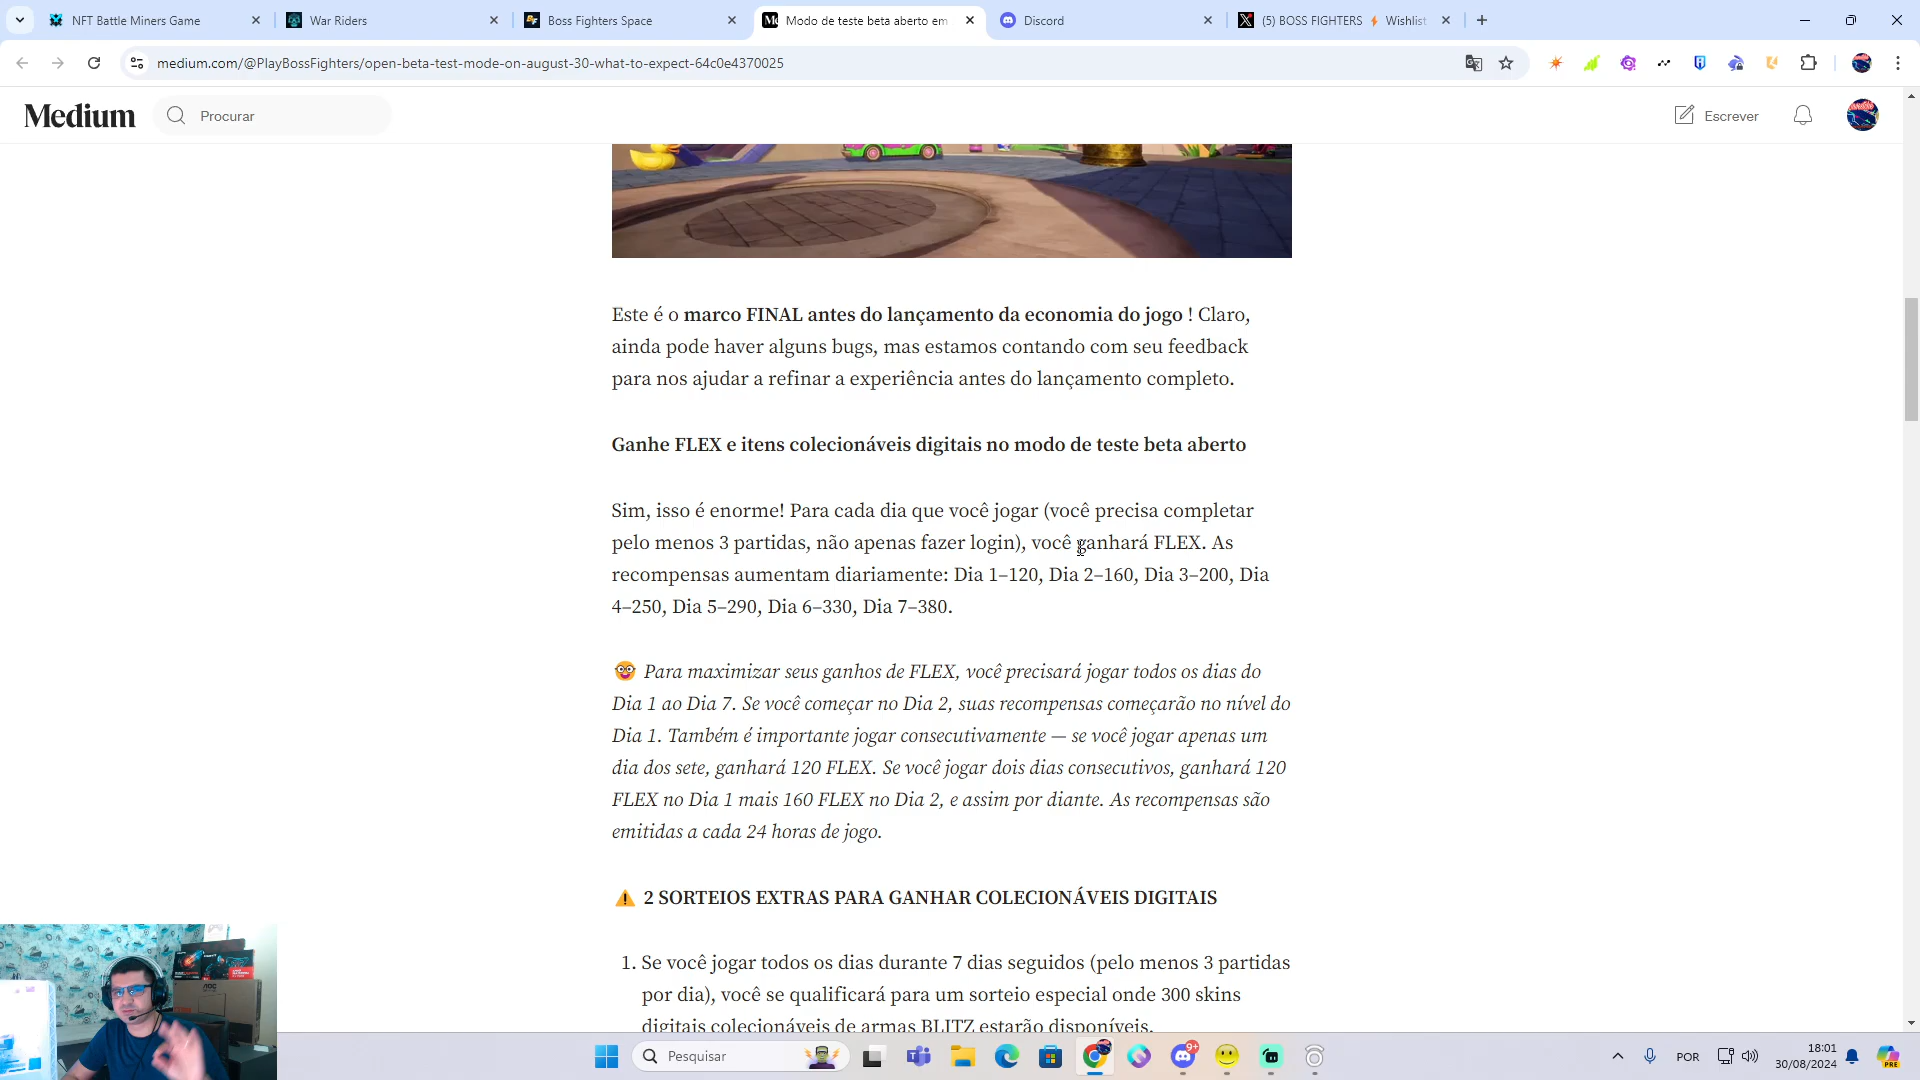 NFT Battle Miners Game
War Riders
Boss Fighters Space
Modo de teste beta aberto em
Discord
(5) BOSS FIGHTERS ⚡ Wishlist
medium.com/@PlayBossFighters/open-beta-test-mode-on-august-30-what-to-expect-64c0e4370025
Medium
Procurar
Escrever
Este é o marco FINAL antes do lançamento da economia do jogo ! Claro,
ainda pode haver alguns bugs, mas estamos contando com seu feedback
para nos ajudar a refinar a experiência antes do lançamento completo.
Ganhe FLEX e itens colecionáveis digitais no modo de teste beta aberto
Sim, isso é enorme! Para cada dia que você jogar (você precisa completar
pelo menos 3 partidas, não apenas fazer login), você ganhará FLEX. As
recompensas aumentam diariamente: Dia 1–120, Dia 2–160, Dia 3–200, Dia
4–250, Dia 5–290, Dia 6–330, Dia 7–380.
🤓 Para maximizar seus ganhos de FLEX, você precisará jogar todos os dias do
Dia 1 ao Dia 7. Se você começar no Dia 2, suas recompensas começarão no nível do
Dia 1. Também é importante jogar consecutivamente — se você jogar apenas um
dia dos sete, ganhará 120 FLEX. Se você jogar dois dias consecutivos, ganhará 120
FLEX no Dia 1 mais 160 FLEX no Dia 2, e assim por diante. As recompensas são
emitidas a cada 24 horas de jogo.
⚠️ 2 SORTEIOS EXTRAS PARA GANHAR COLECIONÁVEIS DIGITAIS
1. Se você jogar todos os dias durante 7 dias seguidos (pelo menos 3 partidas
por dia), você se qualificará para um sorteio especial onde 300 skins
digitais colecionáveis de armas BLITZ estarão disponíveis.
Pesquisar
9+
POR
18:01
30/08/2024
PRE